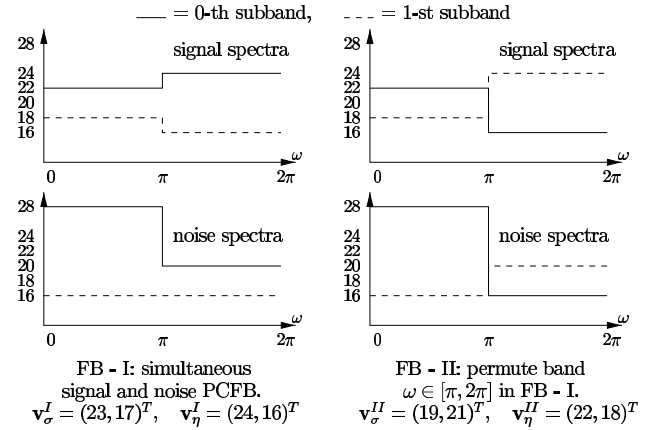 = 0-th subband, = 1-st subband
28
24
22
20
18
16
signal spectra
0 π 2π
ω
28
24
22
20
18
16
signal spectra
0 π 2π
ω
28
24
22
20
18
16
noise spectra
0 π 2π
ω
28
24
22
20
18
16
noise spectra
0 π 2π
ω
FB - I: simultaneous
signal and noise PCFB.
v_σ^I = (23, 17)^T, v_η^I = (24, 16)^T
FB - II: permute band
ω ∈ [π, 2π] in FB - I.
v_σ^II = (19, 21)^T, v_η^II = (22, 18)^T